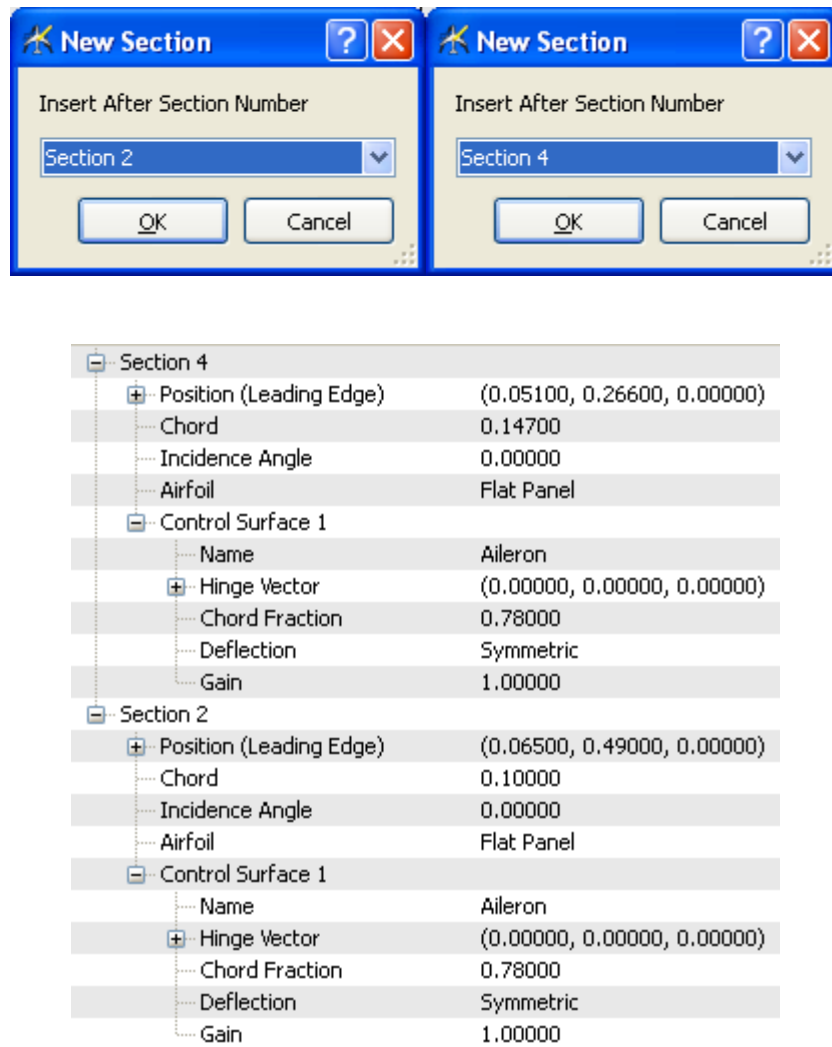 New Section
Insert After Section Number
Section 2
OK Cancel
New Section
Insert After Section Number
Section 4
OK Cancel
Section 4
Position (Leading Edge) (0.05100, 0.26600, 0.00000)
Chord 0.14700
Incidence Angle 0.00000
Airfoil Flat Panel
Control Surface 1
Name Aileron
Hinge Vector (0.00000, 0.00000, 0.00000)
Chord Fraction 0.78000
Deflection Symmetric
Gain 1.00000
Section 2
Position (Leading Edge) (0.06500, 0.49000, 0.00000)
Chord 0.10000
Incidence Angle 0.00000
Airfoil Flat Panel
Control Surface 1
Name Aileron
Hinge Vector (0.00000, 0.00000, 0.00000)
Chord Fraction 0.78000
Deflection Symmetric
Gain 1.00000